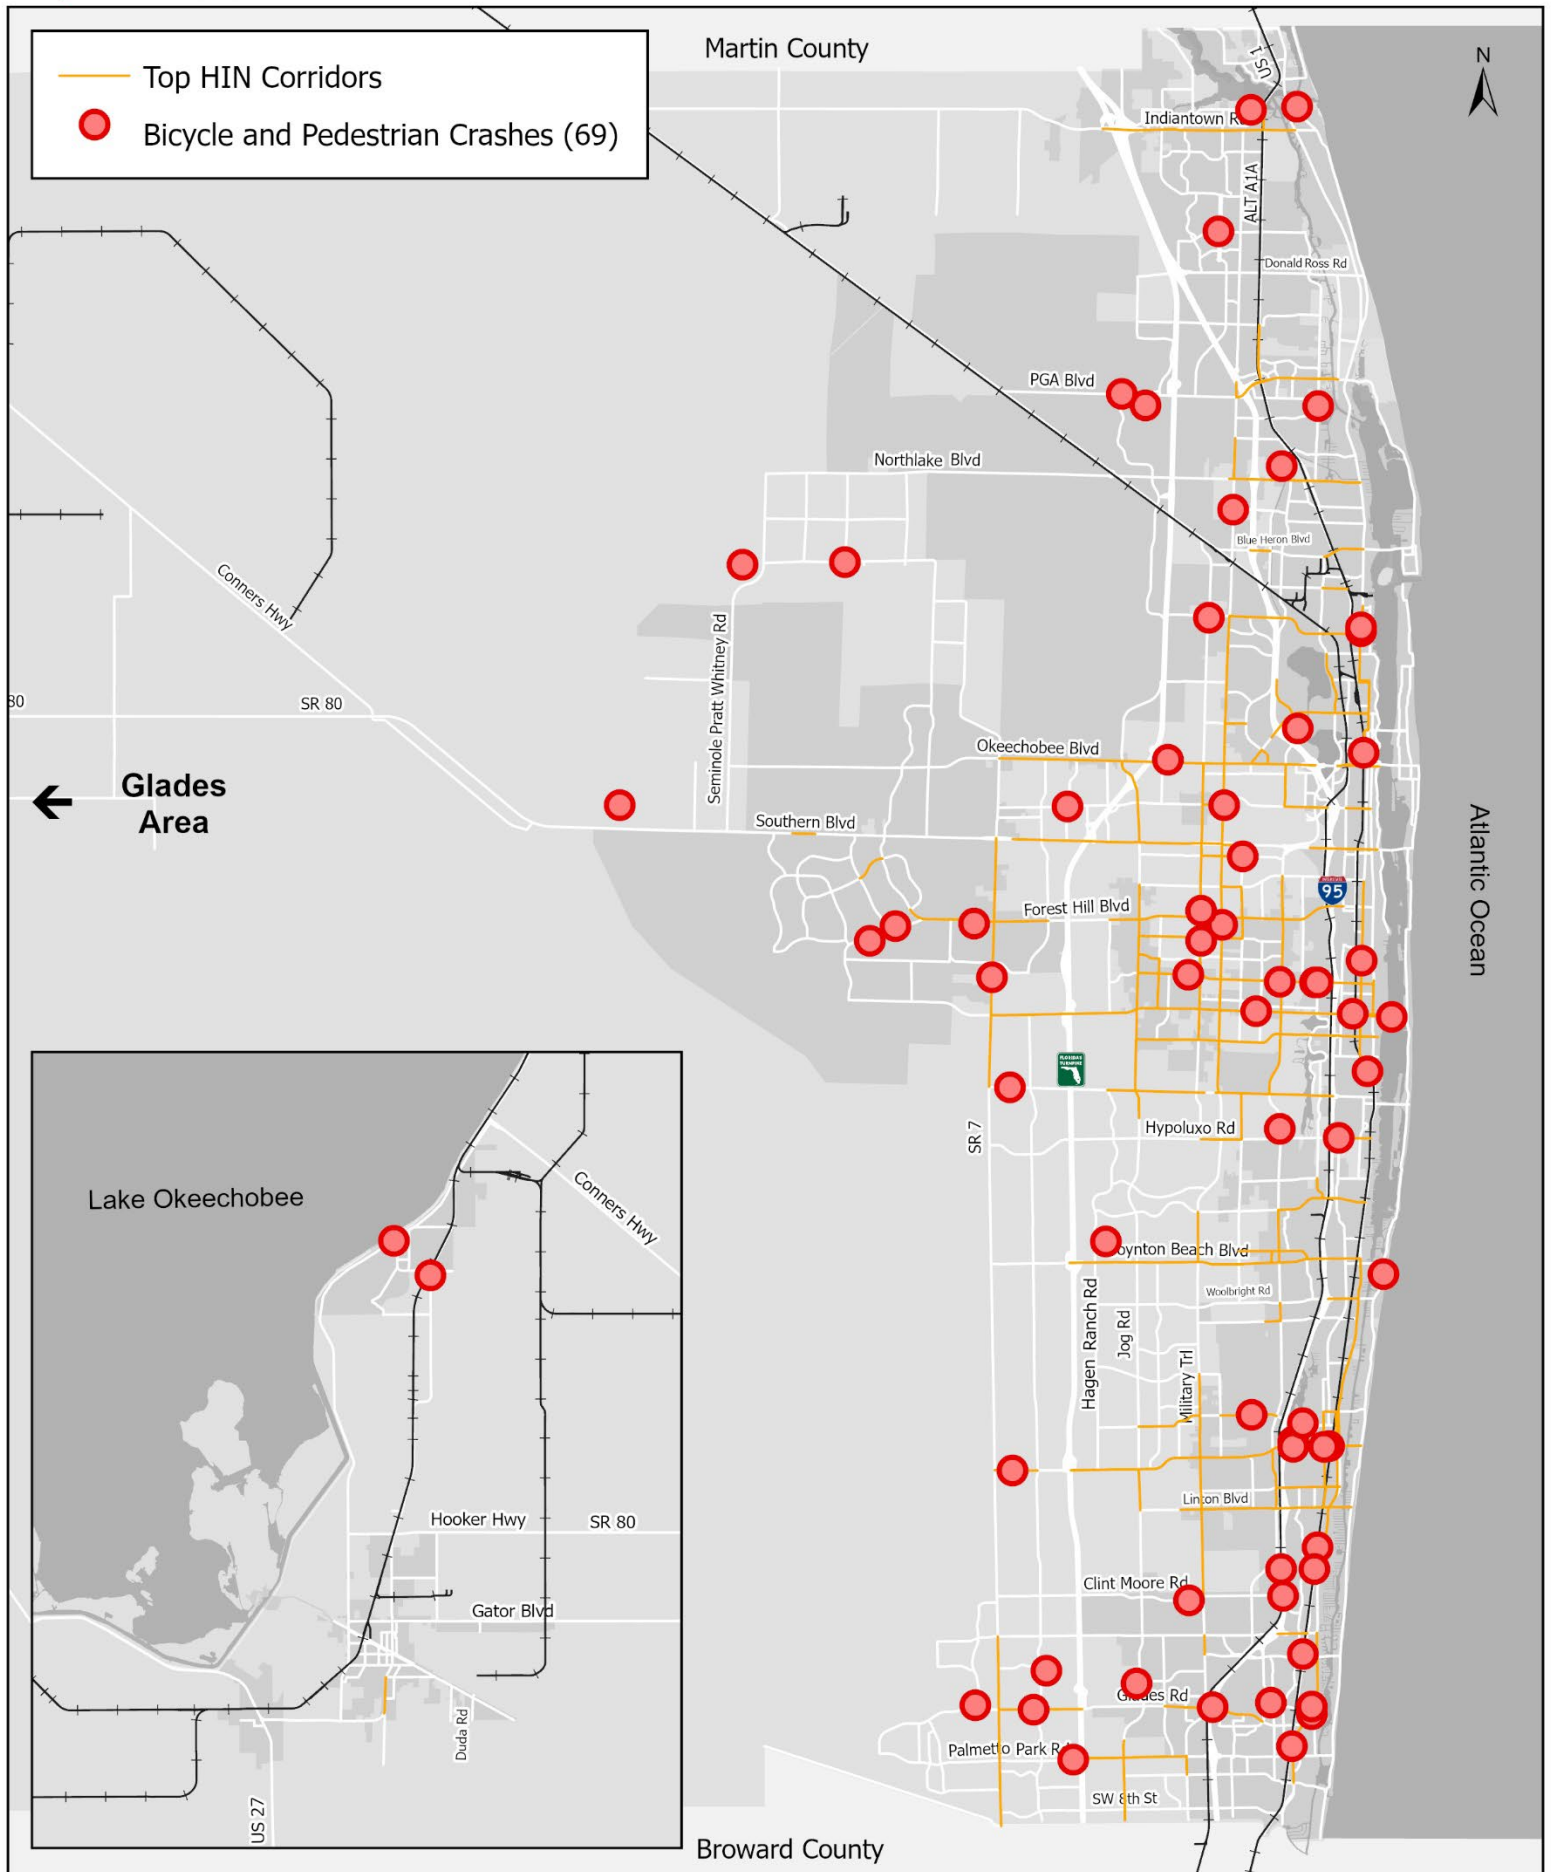 Martin County
Top HIN Corridors
Bicycle and Pedestrian Crashes (69)
N
US 1
Indiantown R
ALT A1A
Donald Ross Rd
PGA Blvd
Northlake Blvd
Blue Heron Blvd
Conners Hwy
Seminole Pratt Whitney Rd
80
SR 80
Okeechobee Blvd
Glades
Area
Southern Blvd
Atlantic Ocean
95
Forest Hill Blvd
FLORIDA'S
TURNPIKE
SR 7
Hypoluxo Rd
Lake Okeechobee
Conners Hwy
oynton Beach Blvd
Woolbright Rd
Hagen Ranch Rd
Jog Rd
Military Trl
Linton Blvd
Hooker Hwy
SR 80
Clint Moore Rd
Gator Blvd
Glades Rd
Duda Rd
Palmetto Park R
SW 8th St
US 27
Broward County